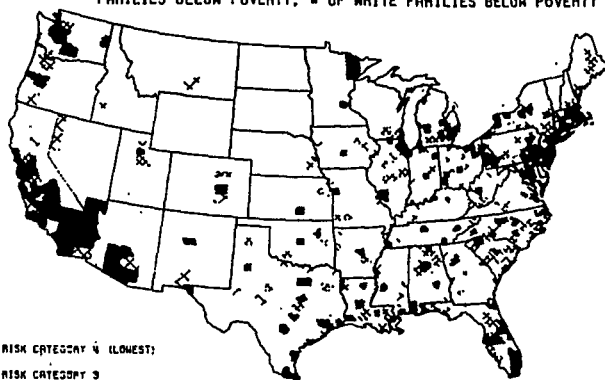 FAMILIES BELOW POVERTY, # OF WHITE FAMILIES BELOW POVERTY
RISK CATEGORY 4 (LOWEST)
RISK CATEGORY 3